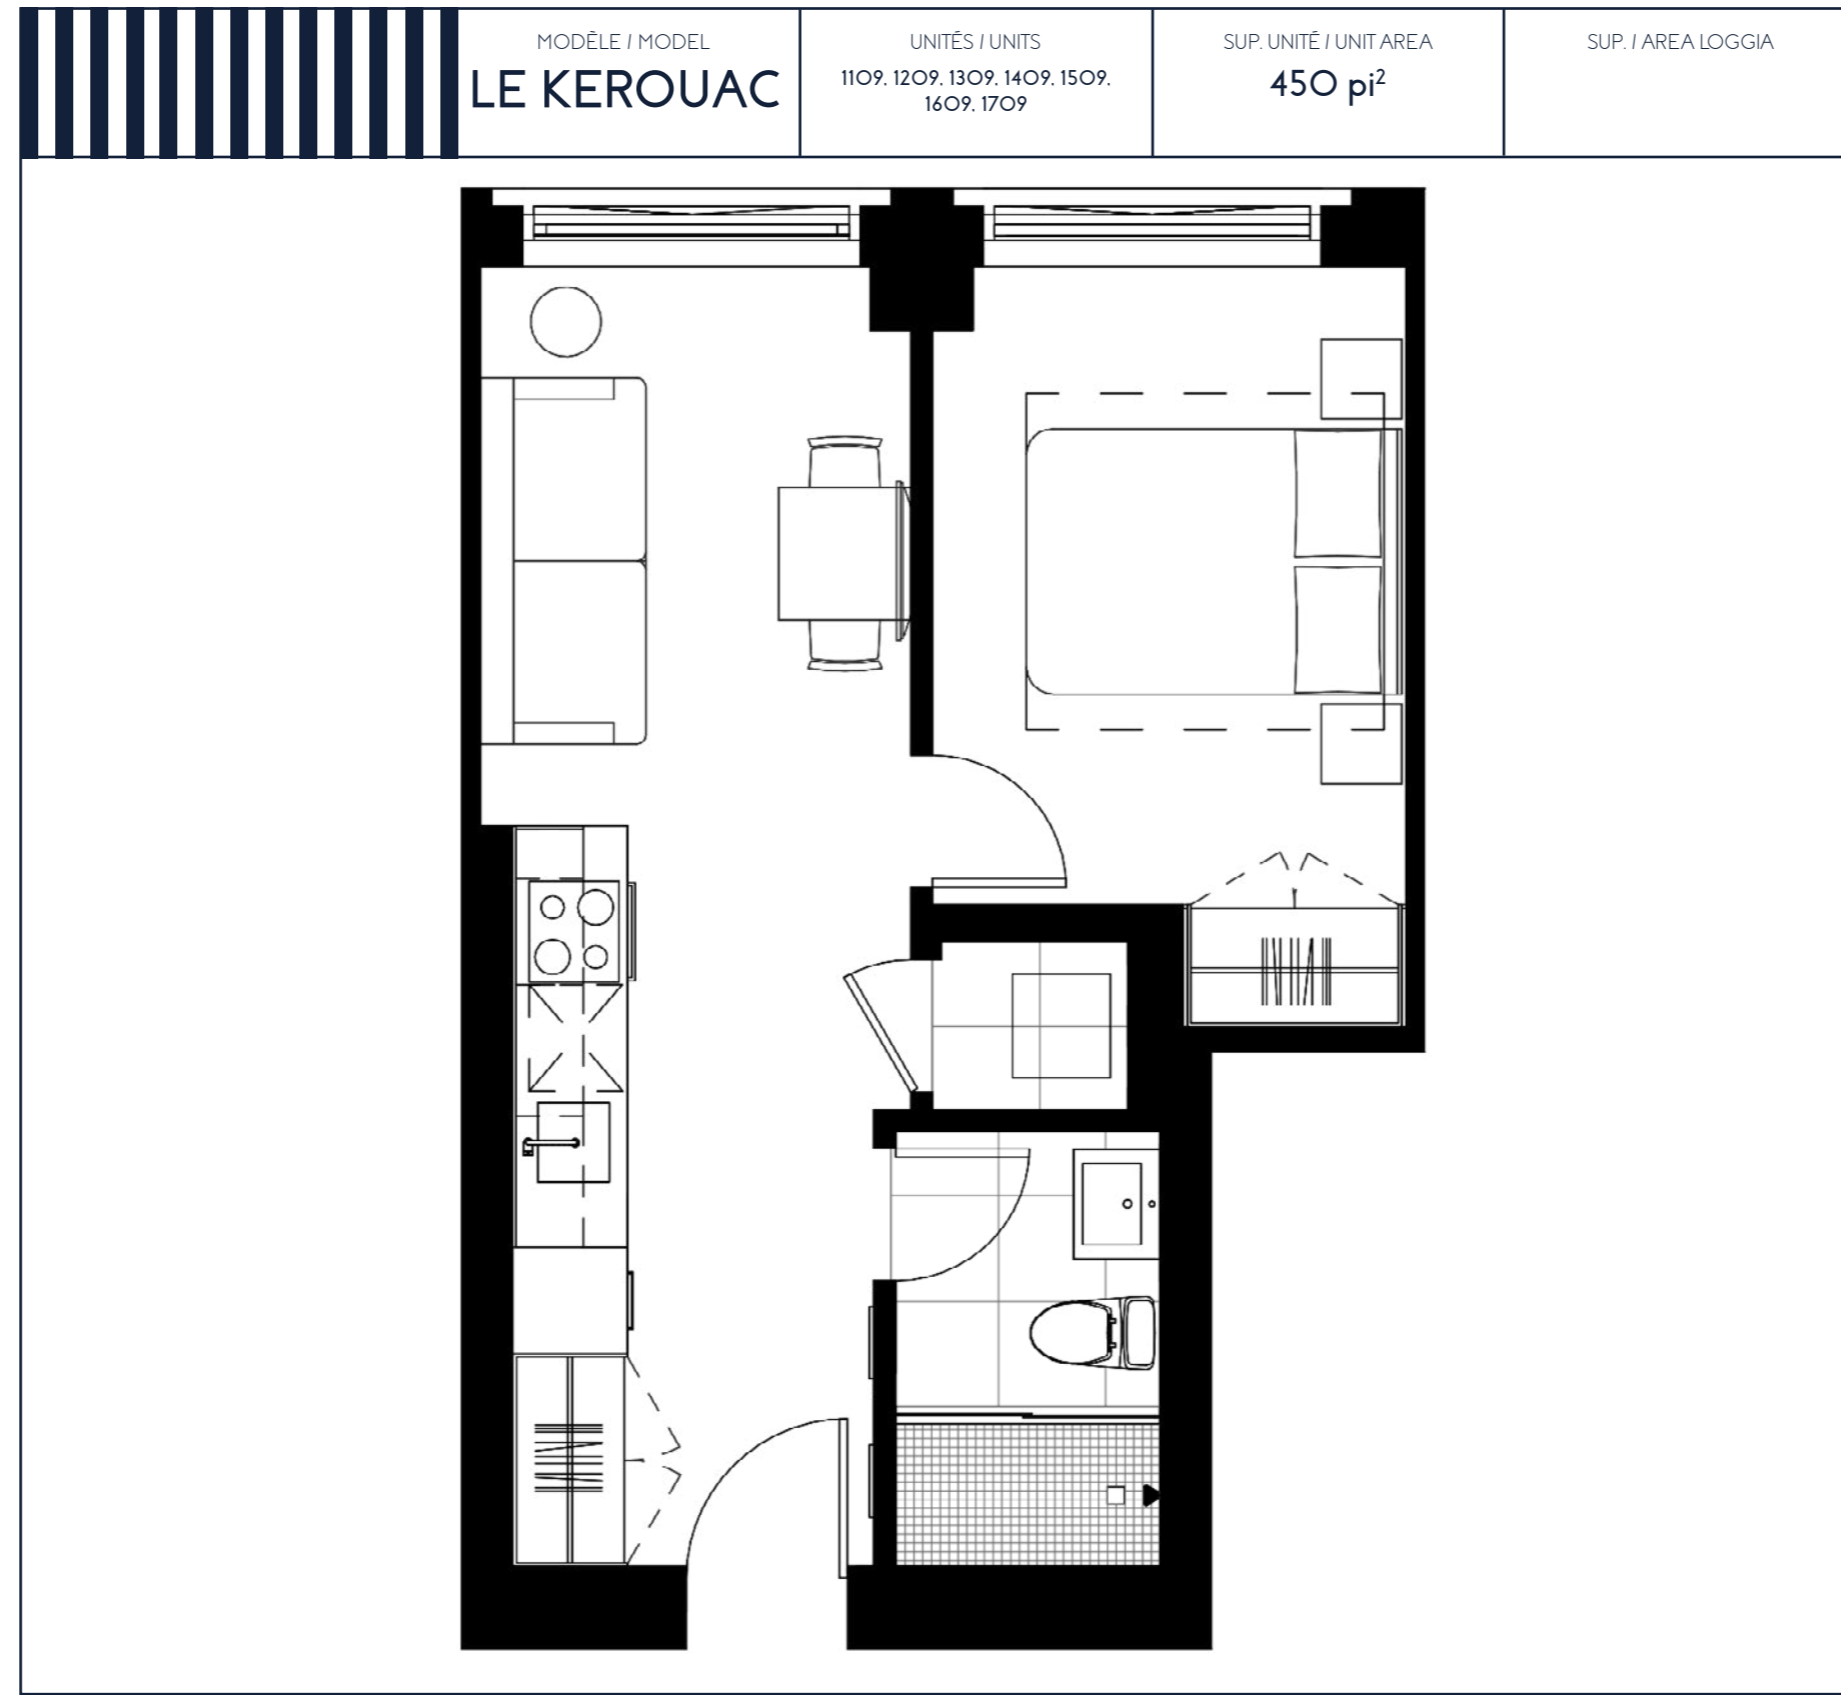 MODÈLE / MODEL
LE KEROUAC
UNITÉS / UNITS
1109, 1209, 1309, 1409, 1509,
1609, 1709
SUP. UNITÉ / UNIT AREA
450 pi²
SUP. / AREA LOGGIA